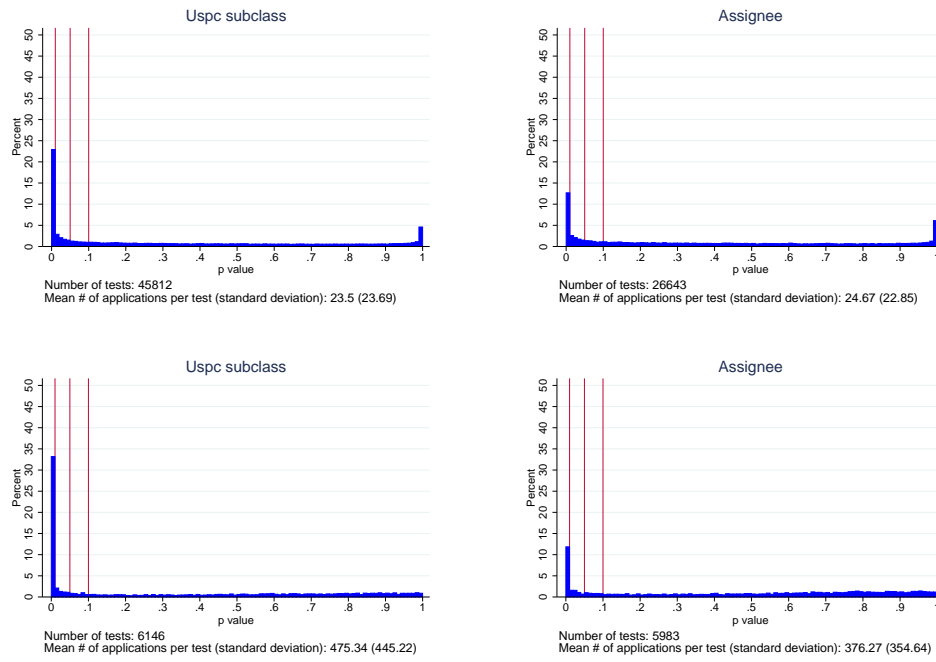 Uspc subclass
Percent
50
45
40
35
30
25
20
15
10
5
0
0 .1 .2 .3 .4 .5 .6 .7 .8 .9 1
p value
Number of tests: 45812
Mean # of applications per test (standard deviation): 23.5 (23.69)
Assignee
Percent
50
45
40
35
30
25
20
15
10
5
0
0 .1 .2 .3 .4 .5 .6 .7 .8 .9
p value
Number of tests: 26643
Mean # of applications per test (standard deviation): 24.67 (22.85)
Uspc subclass
Percent
50
45
40
35
30
25
20
15
10
5
0
0 .1 .2 .3 .4 .5 .6 .7 .8 .9 1
p value
Number of tests: 6146
Mean # of applications per test (standard deviation): 475.34 (445.22)
Assignee
Percent
50
45
40
35
30
25
20
15
10
5
0
0 .1 .2 .3 .4 .5 .6 .7 .8 .9
p value
Number of tests: 5983
Mean # of applications per test (standard deviation): 376.27 (354.64)